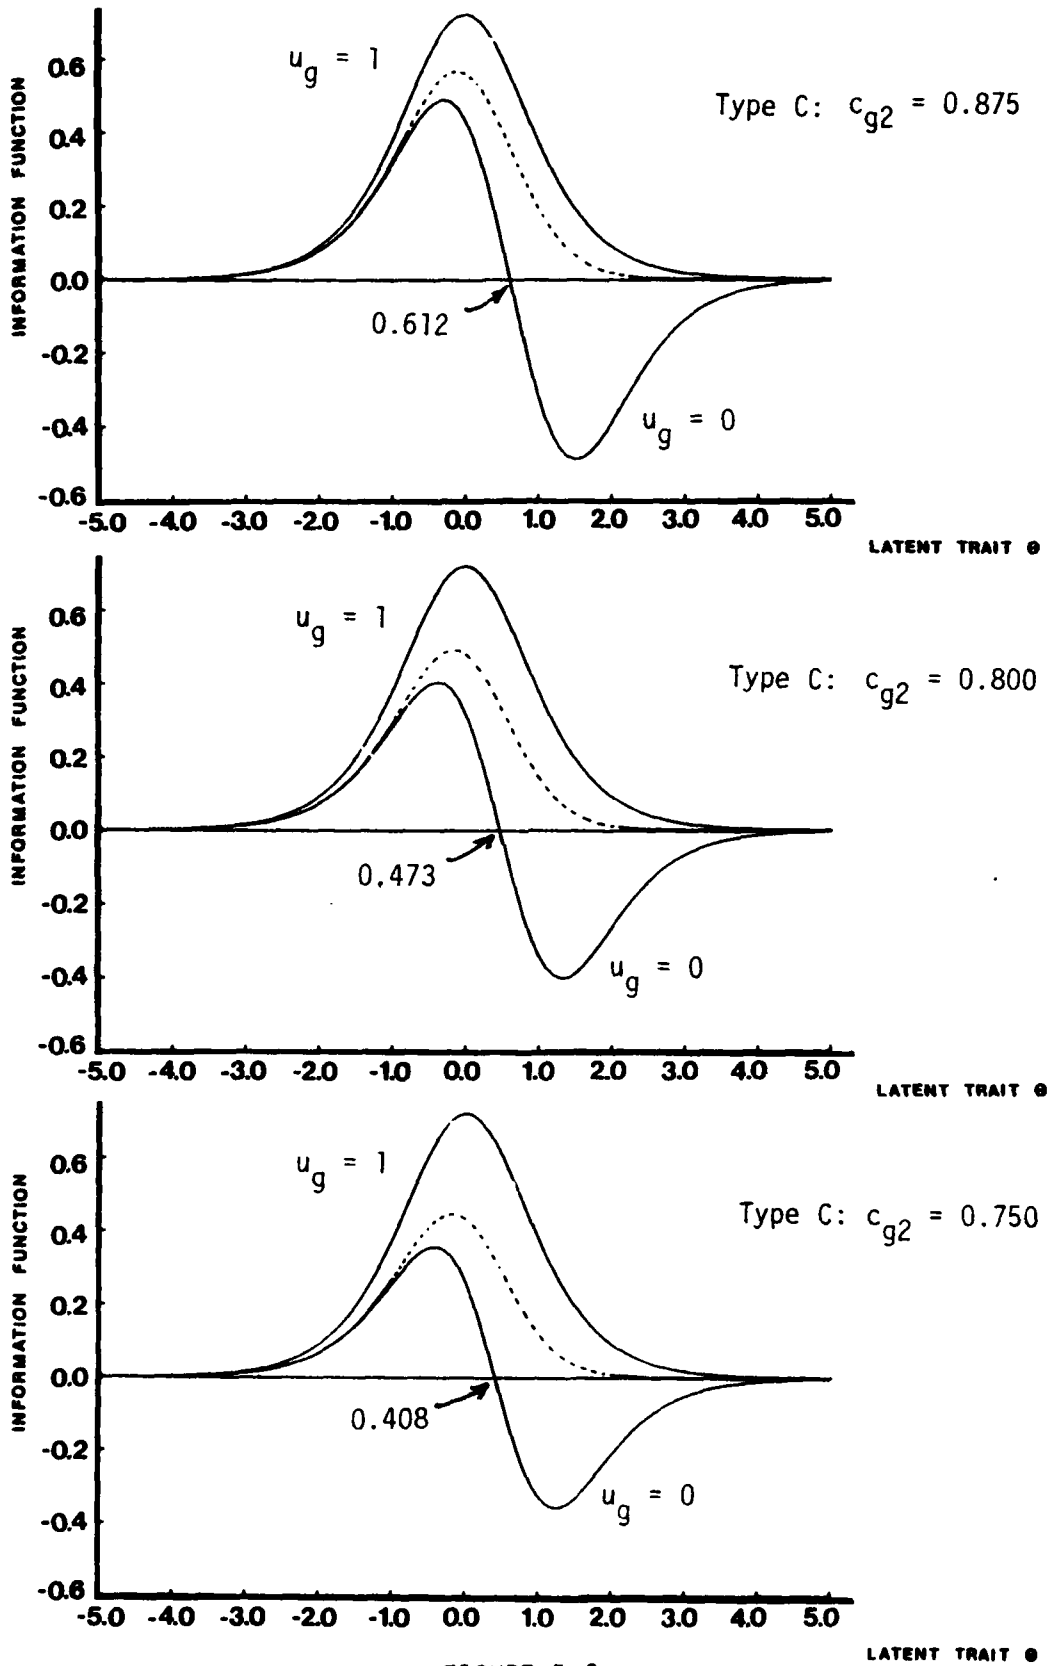 INFORMATION FUNCTION
0.6
0.4
0.2
0.0
-0.2
-0.4
-0.6
u_g = 1
Type C: c_g2 = 0.875
0.612
u_g = 0
-5.0 -4.0 -3.0 -2.0 -1.0 0.0 1.0 2.0 3.0 4.0 5.0
LATENT TRAIT θ
INFORMATION FUNCTION
0.6
0.4
0.2
0.0
-0.2
-0.4
-0.6
u_g = 1
Type C: c_g2 = 0.800
0.473
u_g = 0
-5.0 -4.0 -3.0 -2.0 -1.0 0.0 1.0 2.0 3.0 4.0 5.0
LATENT TRAIT θ
INFORMATION FUNCTION
0.6
0.4
0.2
0.0
-0.2
-0.4
-0.6
u_g = 1
Type C: c_g2 = 0.750
0.408
u_g = 0
-5.0 -4.0 -3.0 -2.0 -1.0 0.0 1.0 2.0 3.0 4.0 5.0
LATENT TRAIT θ